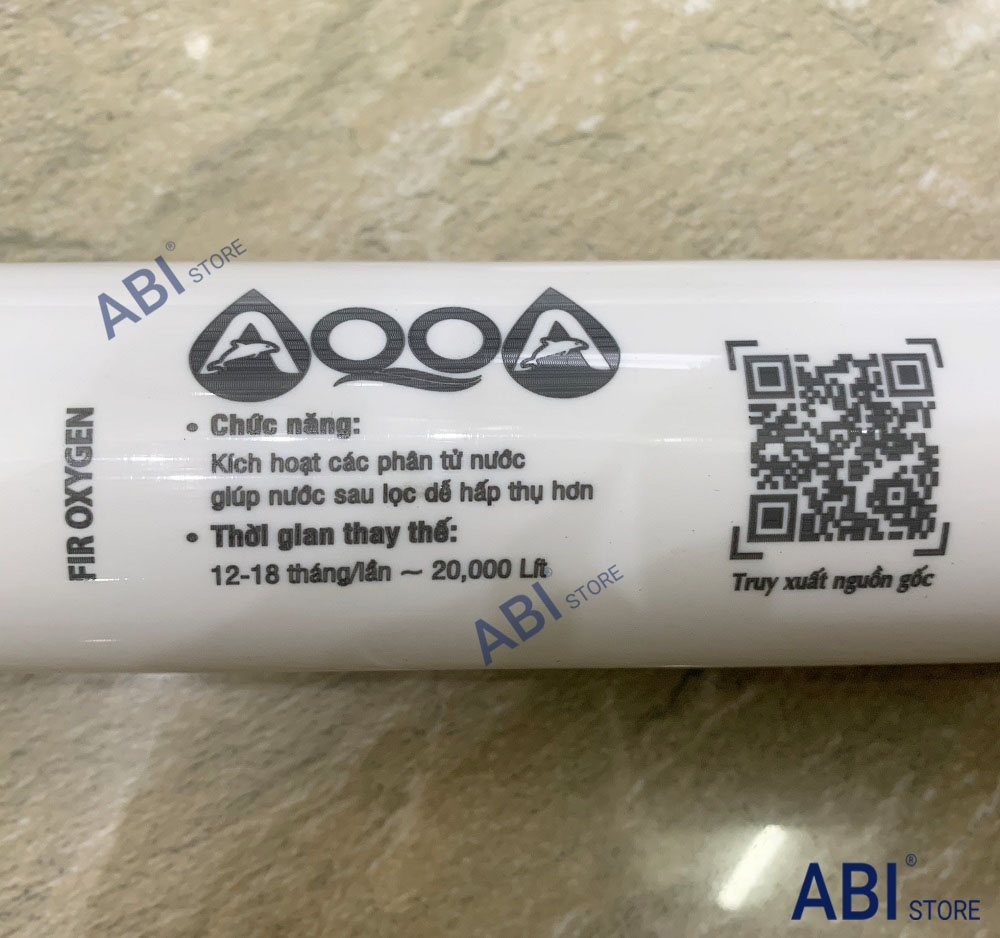 ABI® STORE
AQOA
FIR OXYGEN
• Chức năng:
Kích hoạt các phân tử nước
giúp nước sau lọc dễ hấp thụ hơn
• Thời gian thay thế:
12-18 tháng/lần ~ 20,000 Lít
Truy xuất nguồn gốc
ABI® STORE
ABI® STORE